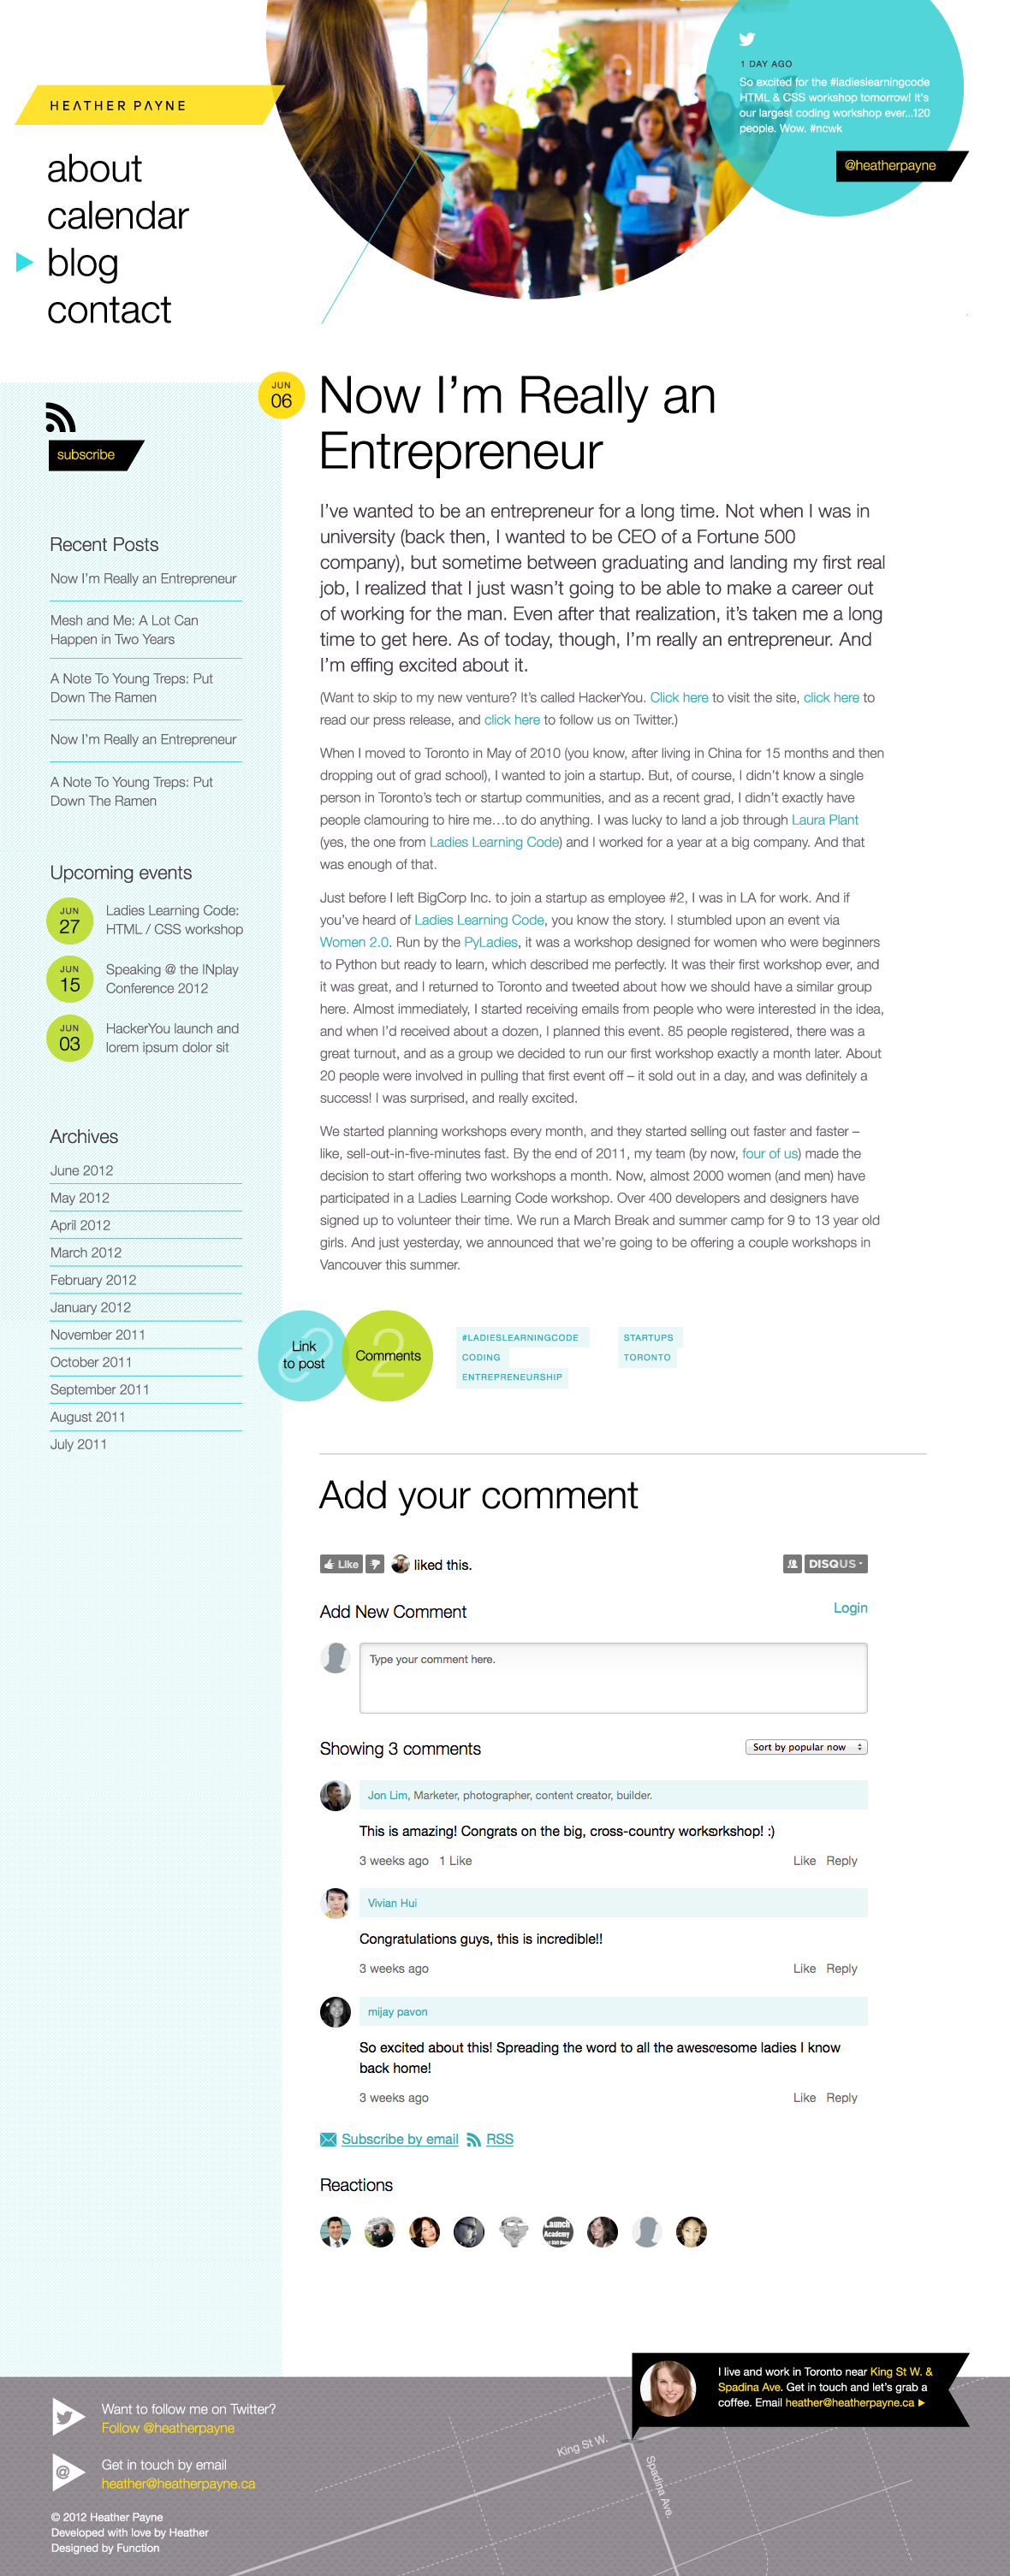 HEATHER PAYNE
about
calendar
blog
contact
1 DAY AGO
So excited for the #ladieslearningcode
HTML & CSS workshop tomorrow! It's
our largest coding workshop ever...120
people. Wow. #ncwk
@heatherpayne
subscribe
Recent Posts
Now I'm Really an Entrepreneur
Mesh and Me: A Lot Can
Happen in Two Years
A Note To Young Treps: Put
Down The Ramen
Now I'm Really an Entrepreneur
A Note To Young Treps: Put
Down The Ramen
Upcoming events
JUN
27
Ladies Learning Code:
HTML / CSS workshop
JUN
15
Speaking @ the INplay
Conference 2012
JUN
03
HackerYou launch and
lorem ipsum dolor sit
Archives
June 2012
May 2012
April 2012
March 2012
February 2012
January 2012
November 2011
October 2011
September 2011
August 2011
July 2011
JUN
06
Now I'm Really an
Entrepreneur
I've wanted to be an entrepreneur for a long time. Not when I was in
university (back then, I wanted to be CEO of a Fortune 500
company), but sometime between graduating and landing my first real
job, I realized that I just wasn't going to be able to make a career out
of working for the man. Even after that realization, it's taken me a long
time to get here. As of today, though, I'm really an entrepreneur. And
I'm effing excited about it.
(Want to skip to my new venture? It's called HackerYou. Click here to visit the site, click here to
read our press release, and click here to follow us on Twitter.)
When I moved to Toronto in May of 2010 (you know, after living in China for 15 months and then
dropping out of grad school), I wanted to join a startup. But, of course, I didn't know a single
person in Toronto's tech or startup communities, and as a recent grad, I didn't exactly have
people clamouring to hire me…to do anything. I was lucky to land a job through Laura Plant
(yes, the one from Ladies Learning Code) and I worked for a year at a big company. And that
was enough of that.
Just before I left BigCorp Inc. to join a startup as employee #2, I was in LA for work. And if
you've heard of Ladies Learning Code, you know the story. I stumbled upon an event via
Women 2.0. Run by the PyLadies, it was a workshop designed for women who were beginners
to Python but ready to learn, which described me perfectly. It was their first workshop ever, and
it was great, and I returned to Toronto and tweeted about how we should have a similar group
here. Almost immediately, I started receiving emails from people who were interested in the idea,
and when I'd received about a dozen, I planned this event. 85 people registered, there was a
great turnout, and as a group we decided to run our first workshop exactly a month later. About
20 people were involved in pulling that first event off – it sold out in a day, and was definitely a
success! I was surprised, and really excited.
We started planning workshops every month, and they started selling out faster and faster –
like, sell-out-in-five-minutes fast. By the end of 2011, my team (by now, four of us) made the
decision to start offering two workshops a month. Now, almost 2000 women (and men) have
participated in a Ladies Learning Code workshop. Over 400 developers and designers have
signed up to volunteer their time. We run a March Break and summer camp for 9 to 13 year old
girls. And just yesterday, we announced that we're going to be offering a couple workshops in
Vancouver this summer.
Link
to post
2
Comments
#LADIESLEARNINGCODE
CODING
ENTREPRENEURSHIP
STARTUPS
TORONTO
Add your comment
Like
liked this.
DISQUS
Add New Comment
Login
Type your comment here.
Showing 3 comments
Sort by popular now
Jon Lim, Marketer, photographer, content creator, builder.
This is amazing! Congrats on the big, cross-country worksorkshop! :)
3 weeks ago 1 Like
Like Reply
Vivian Hui
Congratulations guys, this is incredible!!
3 weeks ago
Like Reply
mijay pavon
So excited about this! Spreading the word to all the awesoesome ladies I know
back home!
3 weeks ago
Like Reply
Subscribe by email RSS
Reactions
Launch
Academy
I live and work in Toronto near King St W. &
Spadina Ave. Get in touch and let's grab a
coffee. Email heather@heatherpayne.ca
Want to follow me on Twitter?
Follow @heatherpayne
@
Get in touch by email
heather@heatherpayne.ca
© 2012 Heather Payne
Developed with love by Heather
Designed by Function
King St W.
Spadina Ave.